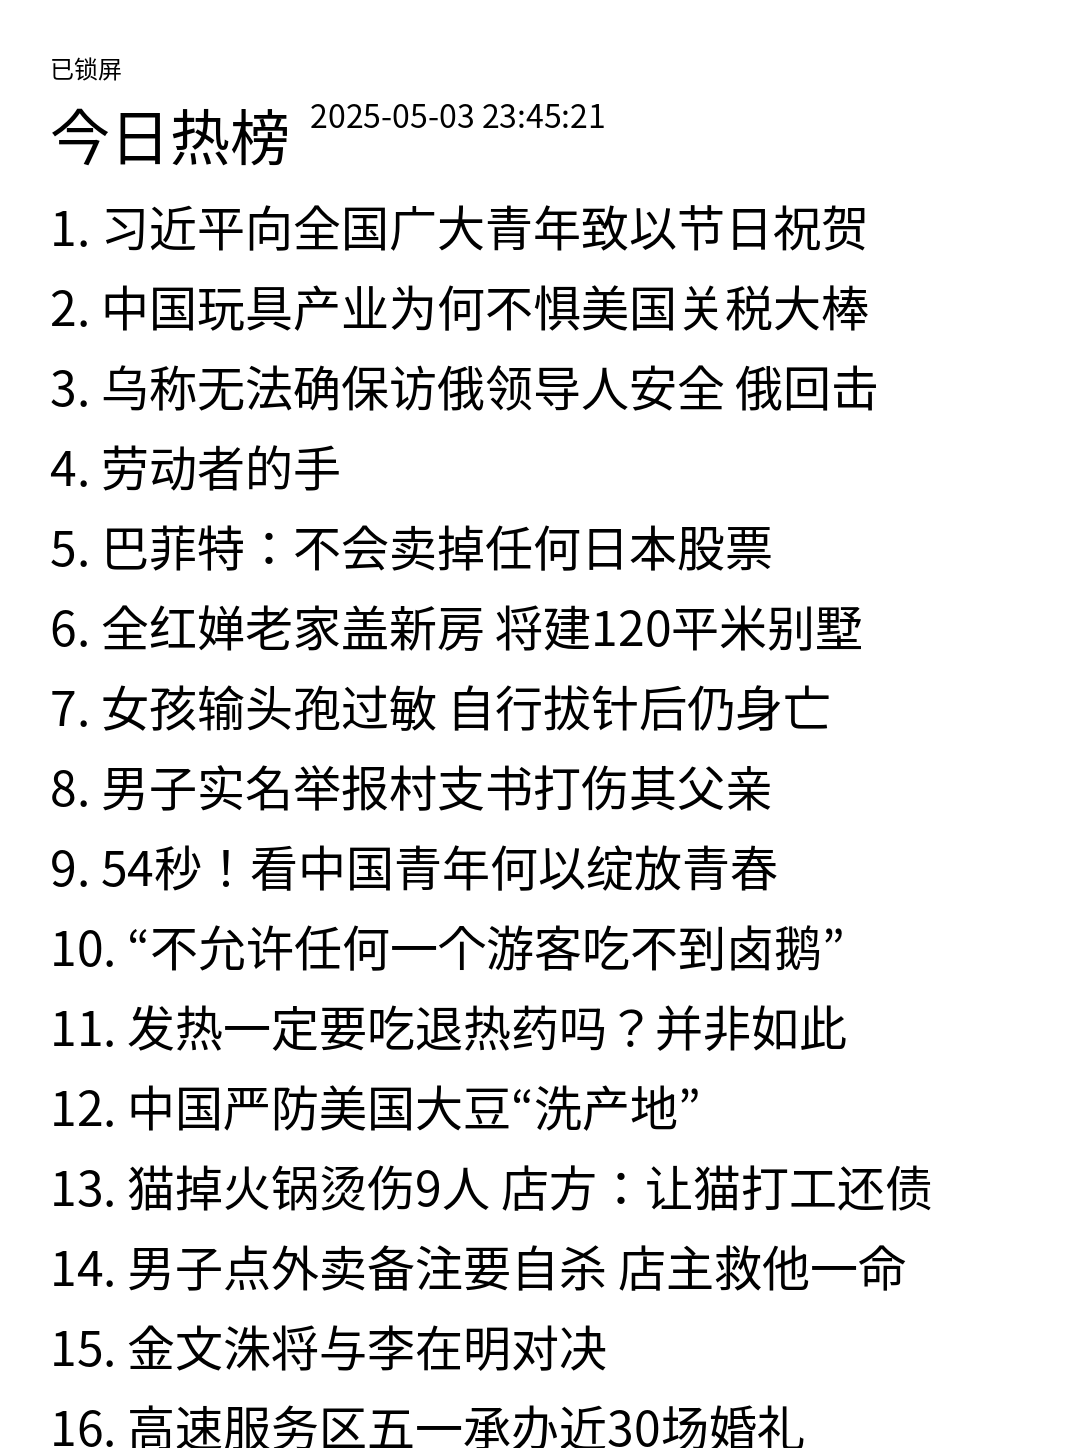 已锁屏
今日热榜 2025-05-03 23:45:21
1. 习近平向全国广大青年致以节日祝贺
2. 中国玩具产业为何不惧美国关税大棒
3. 乌称无法确保访俄领导人安全 俄回击
4. 劳动者的手
5. 巴菲特：不会卖掉任何日本股票
6. 全红婵老家盖新房 将建120平米别墅
7. 女孩输头孢过敏 自行拔针后仍身亡
8. 男子实名举报村支书打伤其父亲
9. 54秒！看中国青年何以绽放青春
10. “不允许任何一个游客吃不到卤鹅”
11. 发热一定要吃退热药吗？并非如此
12. 中国严防美国大豆“洗产地”
13. 猫掉火锅烫伤9人 店方：让猫打工还债
14. 男子点外卖备注要自杀 店主救他一命
15. 金文洙将与李在明对决
16. 高速服务区五一承办近30场婚礼